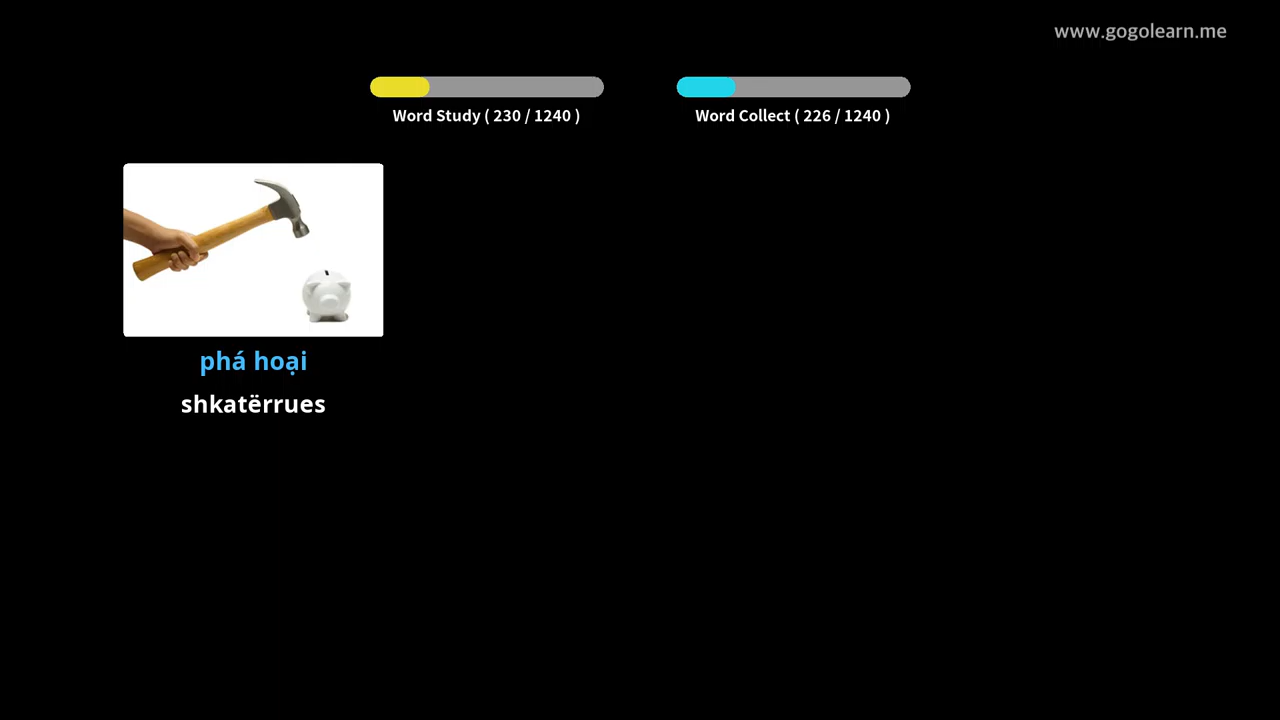 www.gogolearn.me
Word Study ( 230 / 1240 )
Word Collect ( 226 / 1240 )
phá hoại
shkatërrues